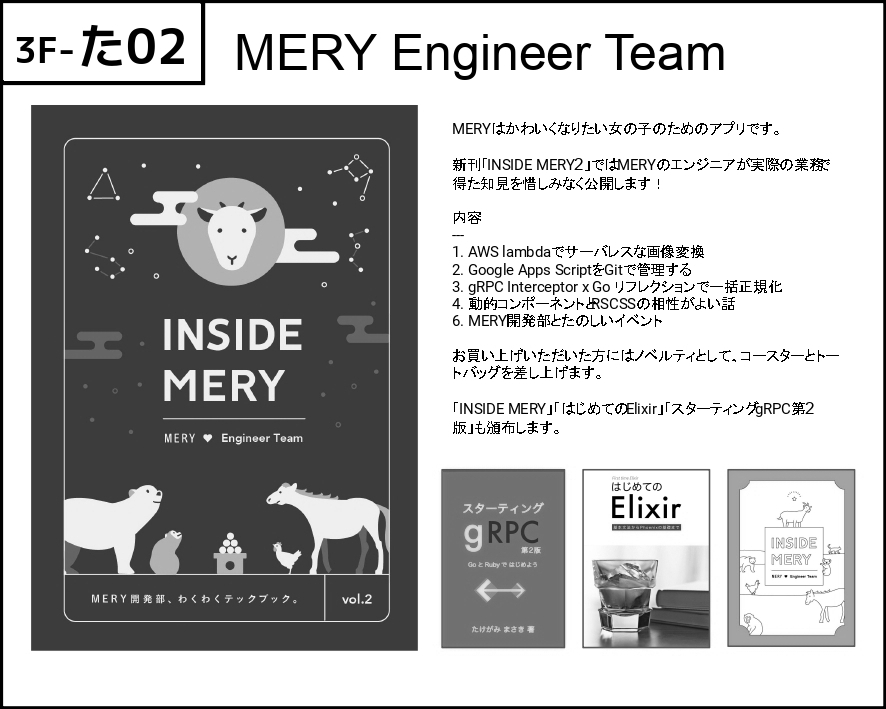 3F-た02
MERY Engineer Team
INSIDE
MERY
MERY ♥ Engineer Team
MERY開発部、わくわくテックブック。
vol.2
MERYはかわいくなりたい女の子のためのアプリです。
新刊「INSIDE MERY2」ではMERYのエンジニアが実際の業務で
得た知見を惜しみなく公開します！
内容
---
1. AWS lambdaでサーバレスな画像変換
2. Google Apps ScriptをGitで管理する
3. gRPC Interceptor x Go リフレクションで一括正規化
4. 動的コンポーネントとRSCSSの相性がよい話
6. MERY開発部とたのしいイベント
お買い上げいただいた方にはノベルティとして、コースターとトー
トバッグを差し上げます。
「INSIDE MERY」「はじめてのElixir」「スターティングgRPC第2
版」も頒布します。
スターティング
gRPC
第2版
Go と Ruby で はじめよう
たけがみ まさき 著
はじめての
Elixir
INSIDE
MERY
MERY ♥ Engineer Team